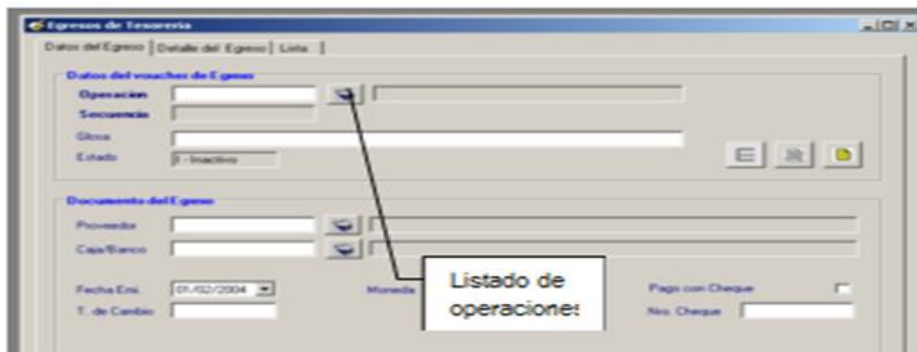 Egresos de Tesoreria
Datos del Egreso Detalle del Egreso Lista
Datos del voucher de Egreso
Operacion
Secuencia
Glosa
Estado I - Inactivo
Documento del Egreso
Proveedor
Caja/Banco
Fecha Emi. 01/02/2004 Moneda Pago con Cheque
T. de Cambio Nro. Cheque
Listado de
operaciones